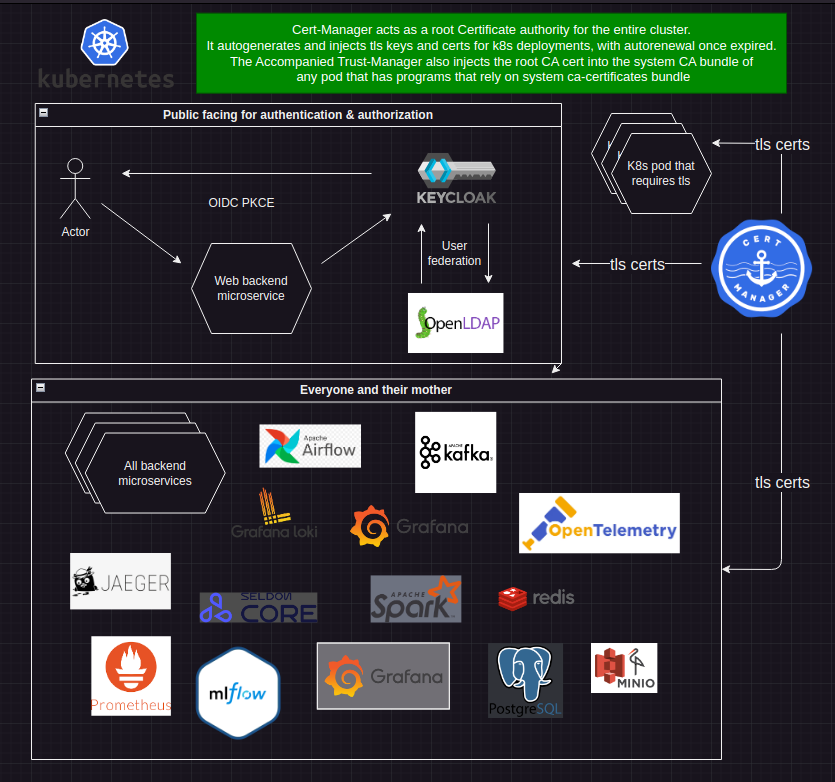 kubernetes
Cert-Manager acts as a root Certificate authority for the entire cluster.
It autogenerates and injects tls keys and certs for k8s deployments, with autorenewal once expired.
The Accompanied Trust-Manager also injects the root CA cert into the system CA bundle of
any pod that has programs that rely on system ca-certificates bundle
Public facing for authentication & authorization
Actor
OIDC PKCE
KEYCLOAK
Web backend
microservice
User
federation
OpenLDAP
K8s pod that
requires tls
tls certs
tls certs
CERT
MANAGER
tls certs
Everyone and their mother
All backend
microservices
Apache
Airflow
APACHE
kafka®
Grafana loki
Grafana
OpenTelemetry
JAEGER
SELDON
CORE
APACHE
Spark™
redis
Prometheus
mlflow
Grafana
PostgreSQL
MINIO